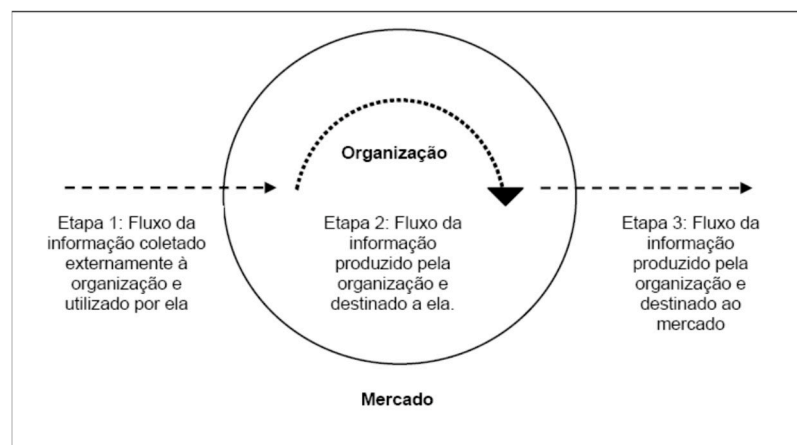 Organização
Etapa 1: Fluxo da
informação coletado
externamente à
organização e
utilizado por ela
Etapa 2: Fluxo da
informação
produzido pela
organização e
destinado a ela.
Etapa 3: Fluxo da
informação
produzido pela
organização e
destinado ao
mercado
Mercado